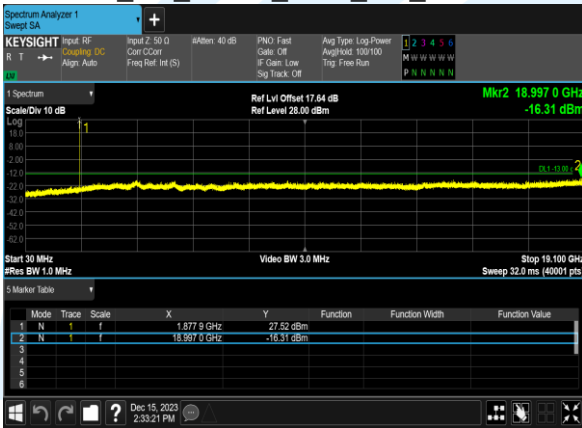 Spectrum Analyzer 1
Swept SA
+
KEYSIGHT Input: RF Input Z: 50 Ω #Atten: 40 dB PNO: Fast Avg Type: Log-Power 1 2 3 4 5 6
R T Coupling: DC Corr CCorr Gate: Off Avg|Hold: 100/100 M W W W W W
Align: Auto Freq Ref: Int (S) IF Gain: Low Trig: Free Run
LXI Sig Track: Off P N N N N N
1 Spectrum Ref Lvl Offset 17.64 dB Mkr2 18.997 0 GHz
Scale/Div 10 dB Ref Level 28.00 dBm -16.31 dBm
Log
1
18.0
8.00
-2.00
-12.0 DL1 -13.00 2
-22.0
-32.0
-42.0
-52.0
-62.0
Start 30 MHz Video BW 3.0 MHz Stop 19.100 GHz
#Res BW 1.0 MHz Sweep 32.0 ms (40001 pts
5 Marker Table
Mode Trace Scale X Y Function Function Width Function Value
1 N 1 f 1.877 9 GHz 27.52 dBm
2 N 1 f 18.997 0 GHz -16.31 dBm
3
4
5
6
? Dec 15, 2023
2:33:21 PM